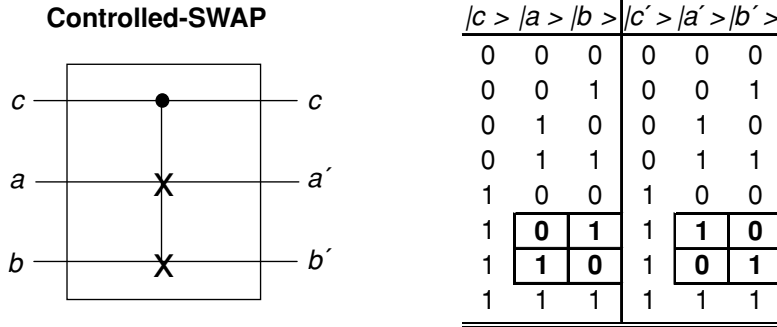 Controlled-SWAP
c c
a a´
b b´
|c > |a > |b > |c´ > |a´ > |b´ >
0 0 0 0 0 0
0 0 1 0 0 1
0 1 0 0 1 0
0 1 1 0 1 1
1 0 0 1 0 0
1 0 1 1 1 0
1 1 0 1 0 1
1 1 1 1 1 1